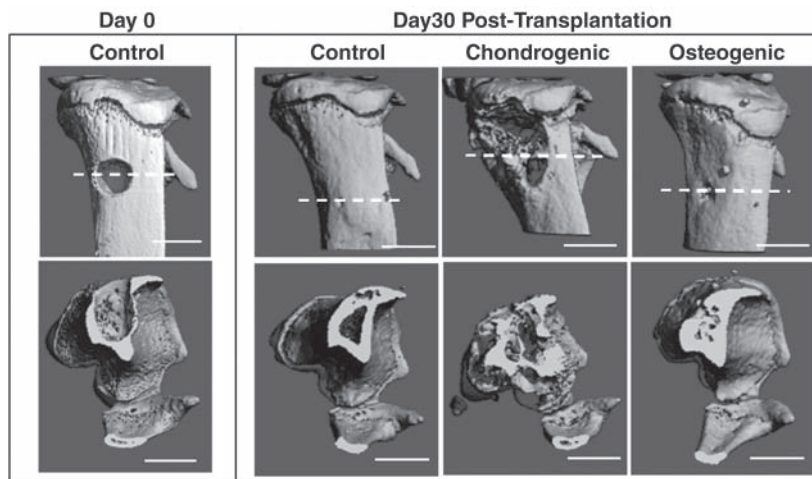 Day 0
Day30 Post-Transplantation
Control
Control
Chondrogenic
Osteogenic